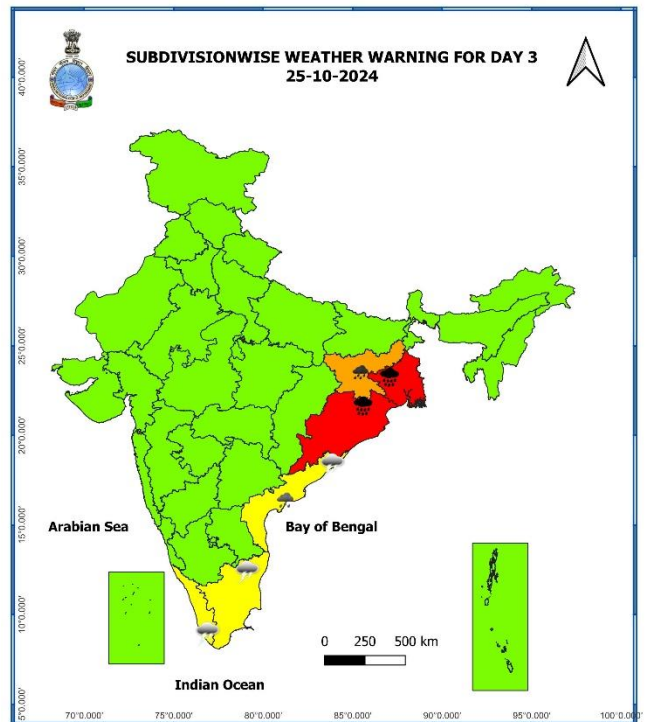 SUBDIVISIONWISE WEATHER WARNING FOR DAY 3
25-10-2024
40°0.000'
35°0.000'
30°0.000'
25°0.000'
20°0.000'
15°0.000'
10°0.000'
5°0.000'
Arabian Sea
Bay of Bengal
0 250 500 km
Indian Ocean
70°0.000' 75°0.000' 80°0.000' 85°0.000' 90°0.000' 95°0.000'